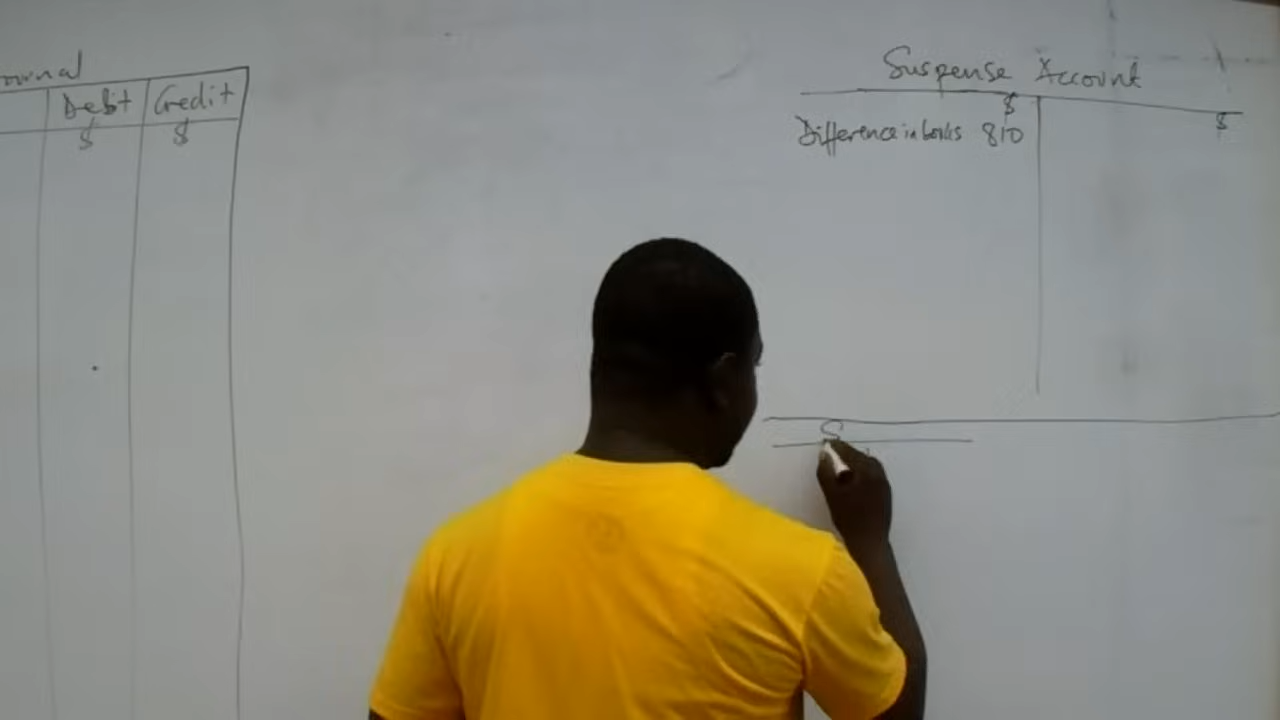 ournal
Debit Credit
$ $
Suspense Account
$ $
Difference in books 810
S